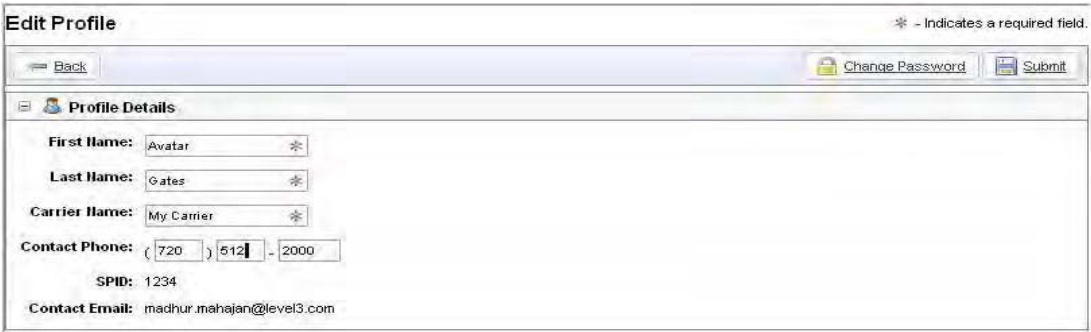 Edit Profile
* - Indicates a required field.
Back
Change Password
Submit
Profile Details
First Name: Avatar *
Last Name: Gates *
Carrier Name: My Carrier *
Contact Phone: ( 720 ) 512 - 2000
SPID: 1234
Contact Email: madhur.mahajan@level3.com